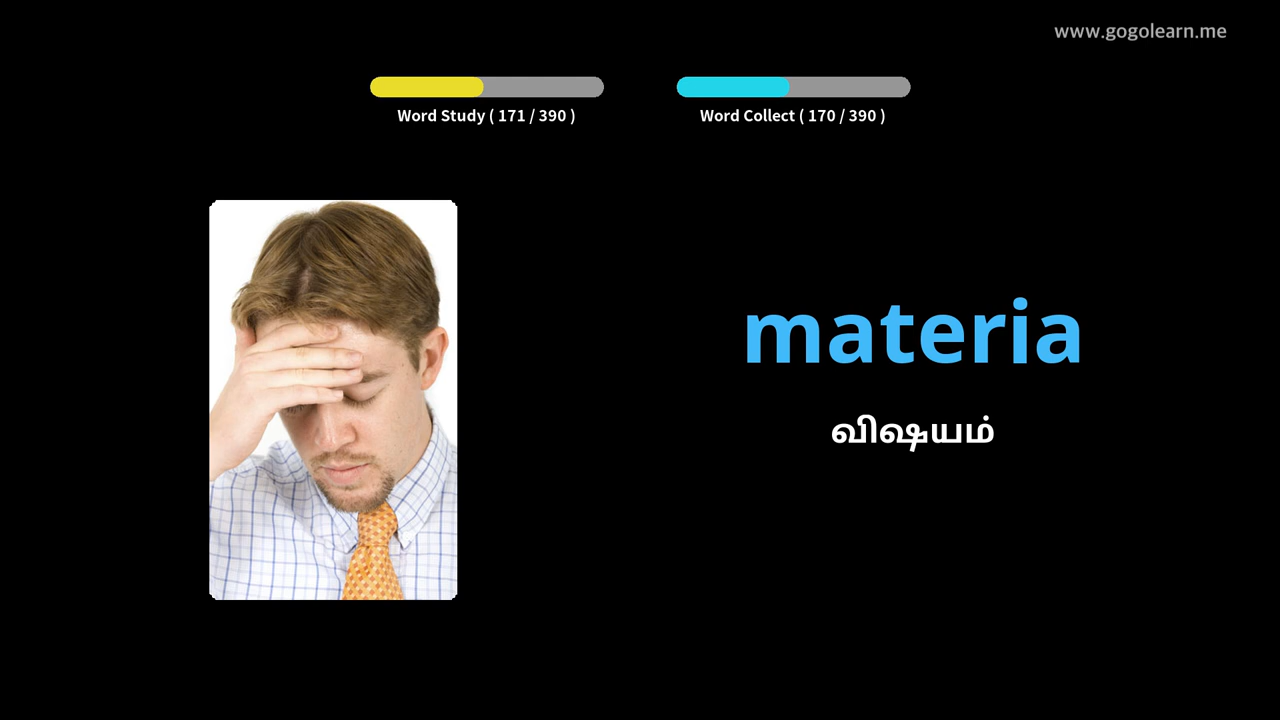 www.gogolearn.me
Word Study ( 171 / 390 )
Word Collect ( 170 / 390 )
materia
விஷயம்